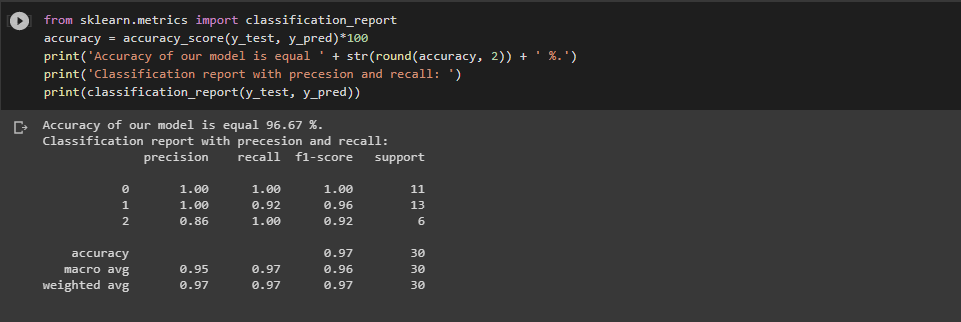 from sklearn.metrics import classification_report
accuracy = accuracy_score(y_test, y_pred)*100
print('Accuracy of our model is equal ' + str(round(accuracy, 2)) + ' %.')
print('Classification report with precesion and recall: ')
print(classification_report(y_test, y_pred))
Accuracy of our model is equal 96.67 %.
Classification report with precesion and recall:
precision recall f1-score support
0 1.00 1.00 1.00 11
1 1.00 0.92 0.96 13
2 0.86 1.00 0.92 6
accuracy 0.97 30
macro avg 0.95 0.97 0.96 30
weighted avg 0.97 0.97 0.97 30